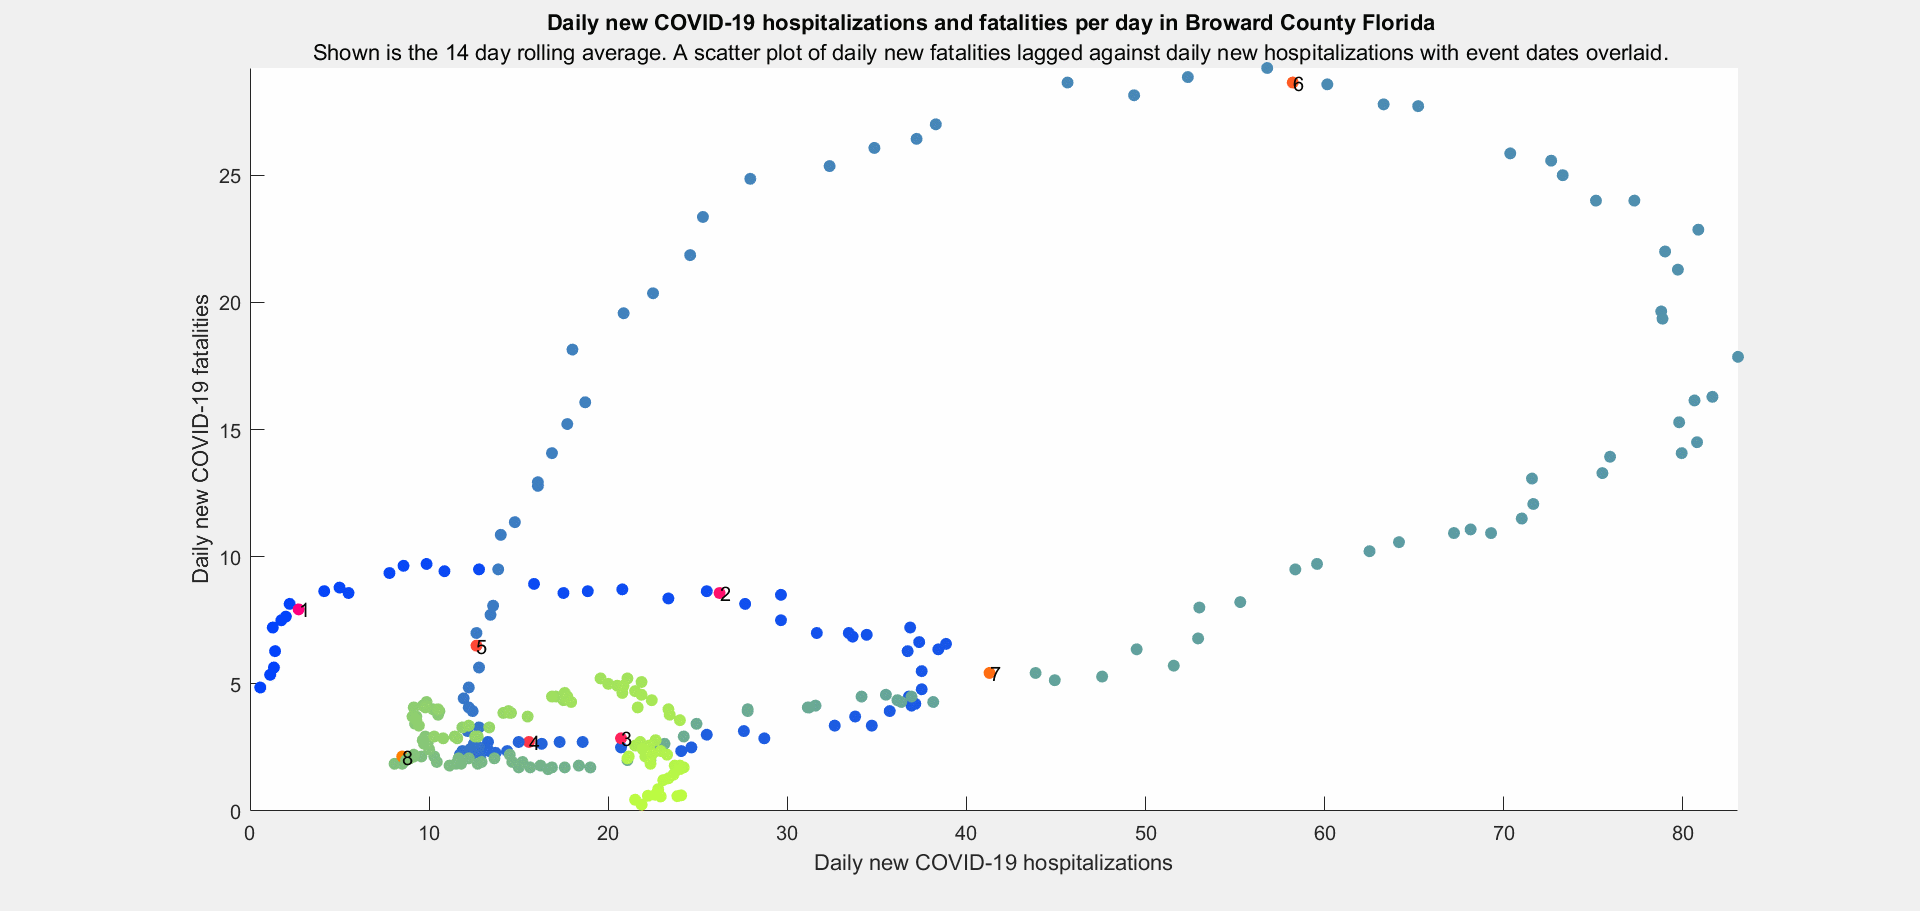 Daily new COVID-19 hospitalizations and fatalities per day in Broward County Florida
Shown is the 14 day rolling average. A scatter plot of daily new fatalities lagged against daily new hospitalizations with event dates overlaid.
6
25
20
Daily new COVID-19 fatalities
15
10
1
2
5
7
5
3
4
8
0
0 10 20 30 40 50 60 70 80
Daily new COVID-19 hospitalizations